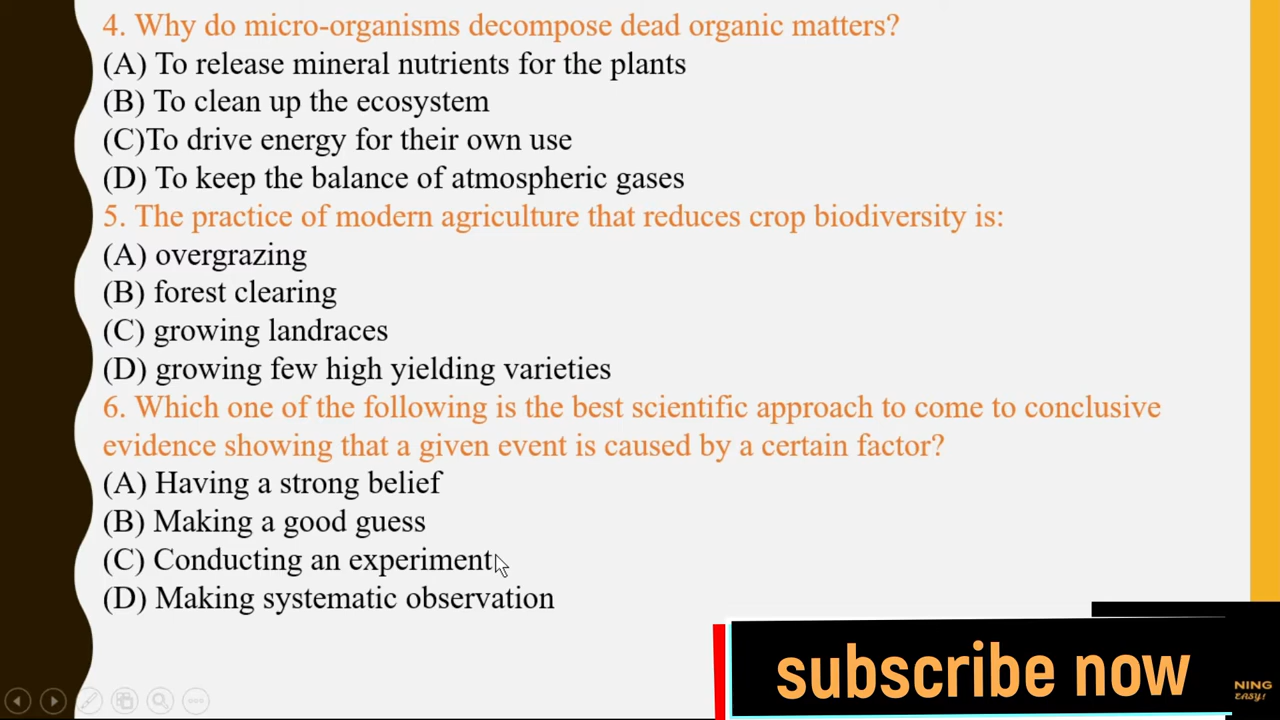 4. Why do micro-organisms decompose dead organic matters?
(A) To release mineral nutrients for the plants
(B) To clean up the ecosystem
(C)To drive energy for their own use
(D) To keep the balance of atmospheric gases
5. The practice of modern agriculture that reduces crop biodiversity is:
(A) overgrazing
(B) forest clearing
(C) growing landraces
(D) growing few high yielding varieties
6. Which one of the following is the best scientific approach to come to conclusive
evidence showing that a given event is caused by a certain factor?
(A) Having a strong belief
(B) Making a good guess
(C) Conducting an experiment
(D) Making systematic observation
subscribe now
NING
EASY!